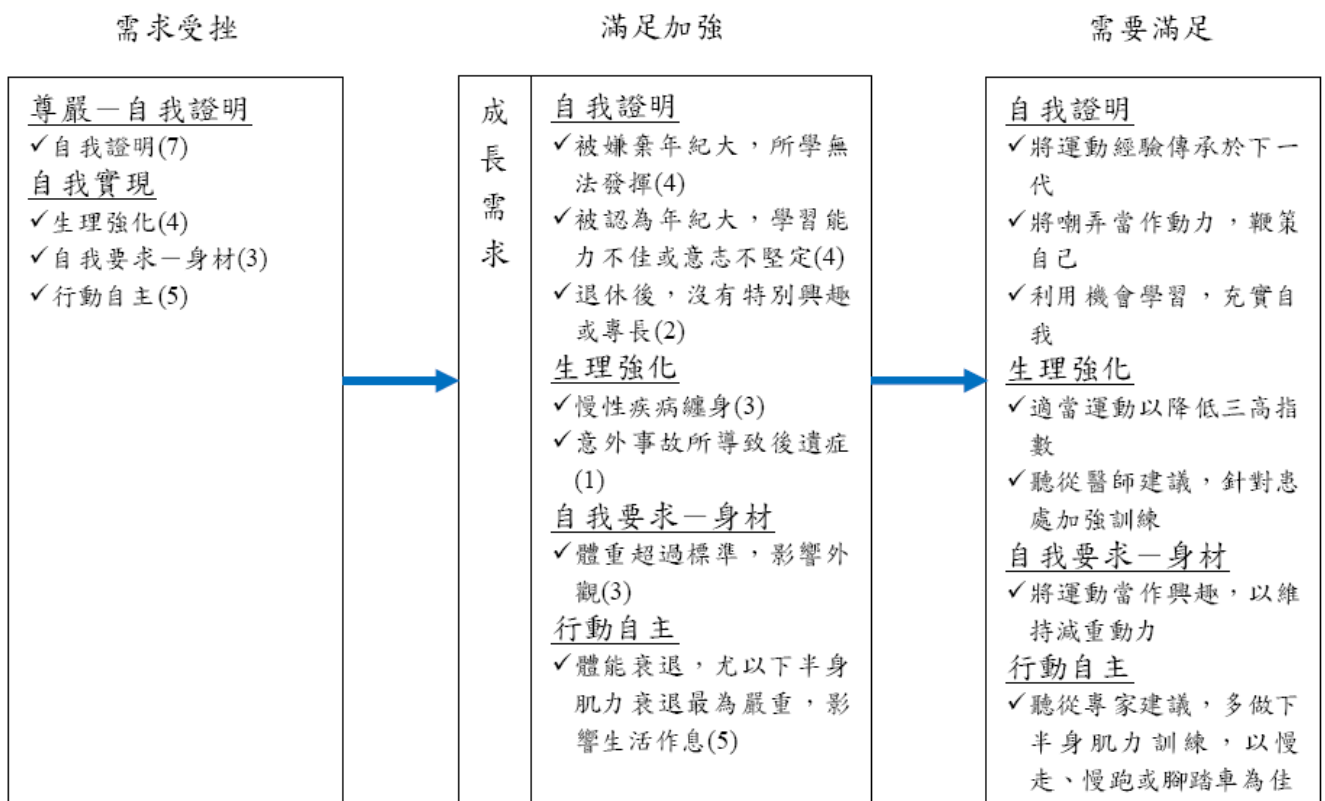 需求受挫
滿足加強
需要滿足
尊嚴－自我證明
✓自我證明(7)
自我實現
✓生理強化(4)
✓自我要求－身材(3)
✓行動自主(5)
成
長
需
求
自我證明
✓被嫌棄年紀大，所學無
法發揮(4)
✓被認為年紀大，學習能
力不佳或意志不堅定(4)
✓退休後，沒有特別興趣
或專長(2)
生理強化
✓慢性疾病纏身(3)
✓意外事故所導致後遺症
(1)
自我要求－身材
✓體重超過標準，影響外
觀(3)
行動自主
✓體能衰退，尤以下半身
肌力衰退最為嚴重，影
響生活作息(5)
自我證明
✓將運動經驗傳承於下一
代
✓將嘲弄當作動力，鞭策
自己
✓利用機會學習，充實自
我
生理強化
✓適當運動以降低三高指
數
✓聽從醫師建議，針對患
處加強訓練
自我要求－身材
✓將運動當作興趣，以維
持減重動力
行動自主
✓聽從專家建議，多做下
半身肌力訓練，以慢
走、慢跑或腳踏車為佳